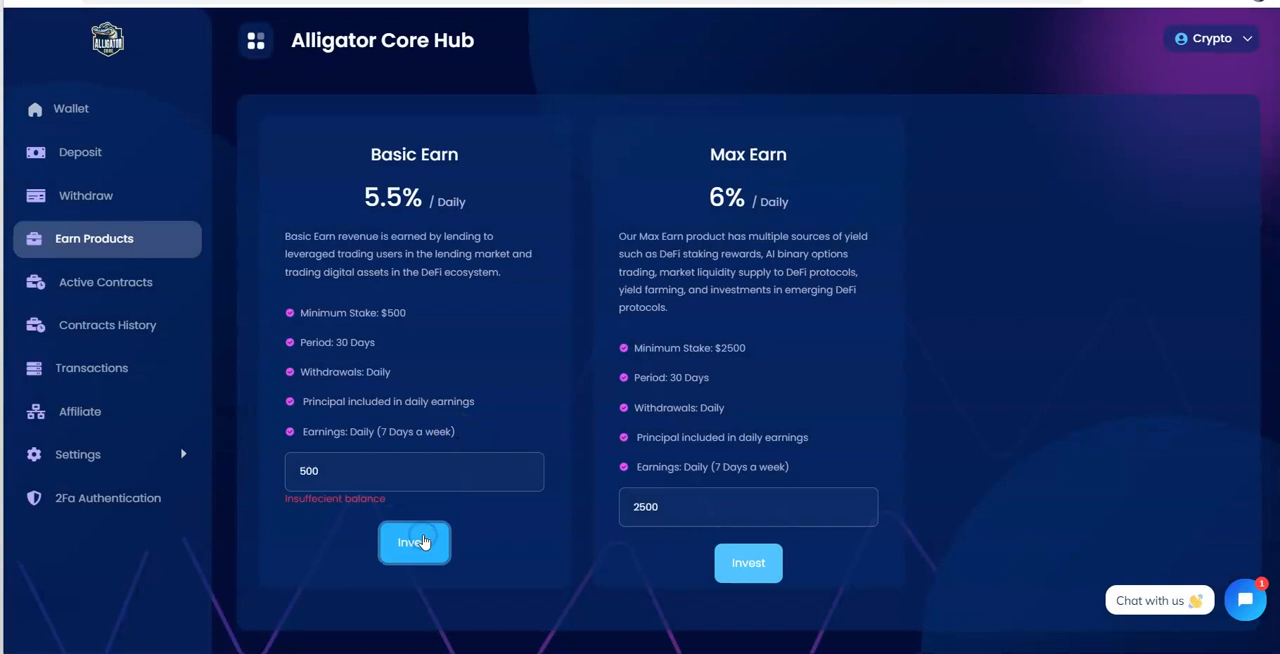 ALLIGATOR
CORE
Alligator Core Hub
Crypto
Wallet
Deposit
Withdraw
Earn Products
Active Contracts
Contracts History
Transactions
Affiliate
Settings
2Fa Authentication
Basic Earn
5.5% / Daily
Basic Earn revenue is earned by lending to
leveraged trading users in the lending market and
trading digital assets in the DeFi ecosystem.
Minimum Stake: $500
Period: 30 Days
Withdrawals: Daily
Principal included in daily earnings
Earnings: Daily (7 Days a week)
500
Insuffecient balance
Invest
Max Earn
6% / Daily
Our Max Earn product has multiple sources of yield
such as DeFi staking rewards, AI binary options
trading, market liquidity supply to DeFi protocols,
yield farming, and investments in emerging DeFi
protocols.
Minimum Stake: $2500
Period: 30 Days
Withdrawals: Daily
Principal included in daily earnings
Earnings: Daily (7 Days a week)
2500
Invest
Chat with us 👋
1